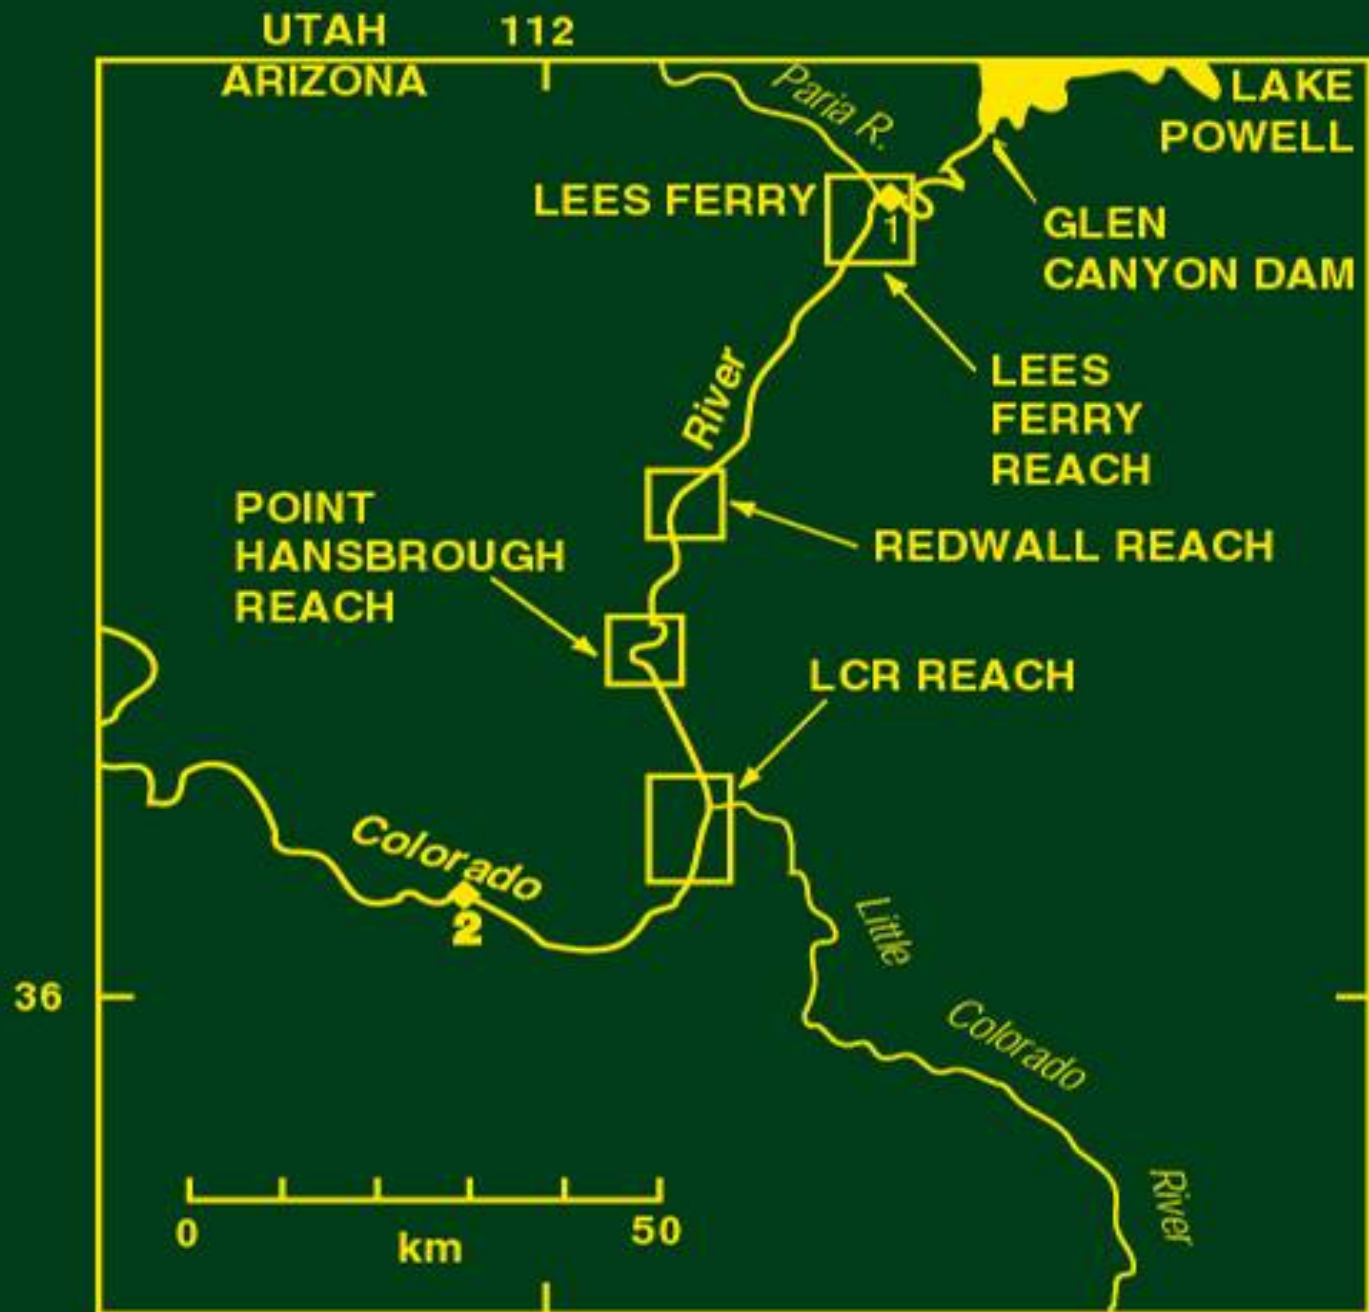 UTAH
112
ARIZONA
Paria R.
LAKE
POWELL
LEES FERRY
1
GLEN
CANYON DAM
LEES
FERRY
REACH
River
POINT
HANSBROUGH
REACH
REDWALL REACH
LCR REACH
Colorado
2
Little
Colorado
River
36
0
50
km